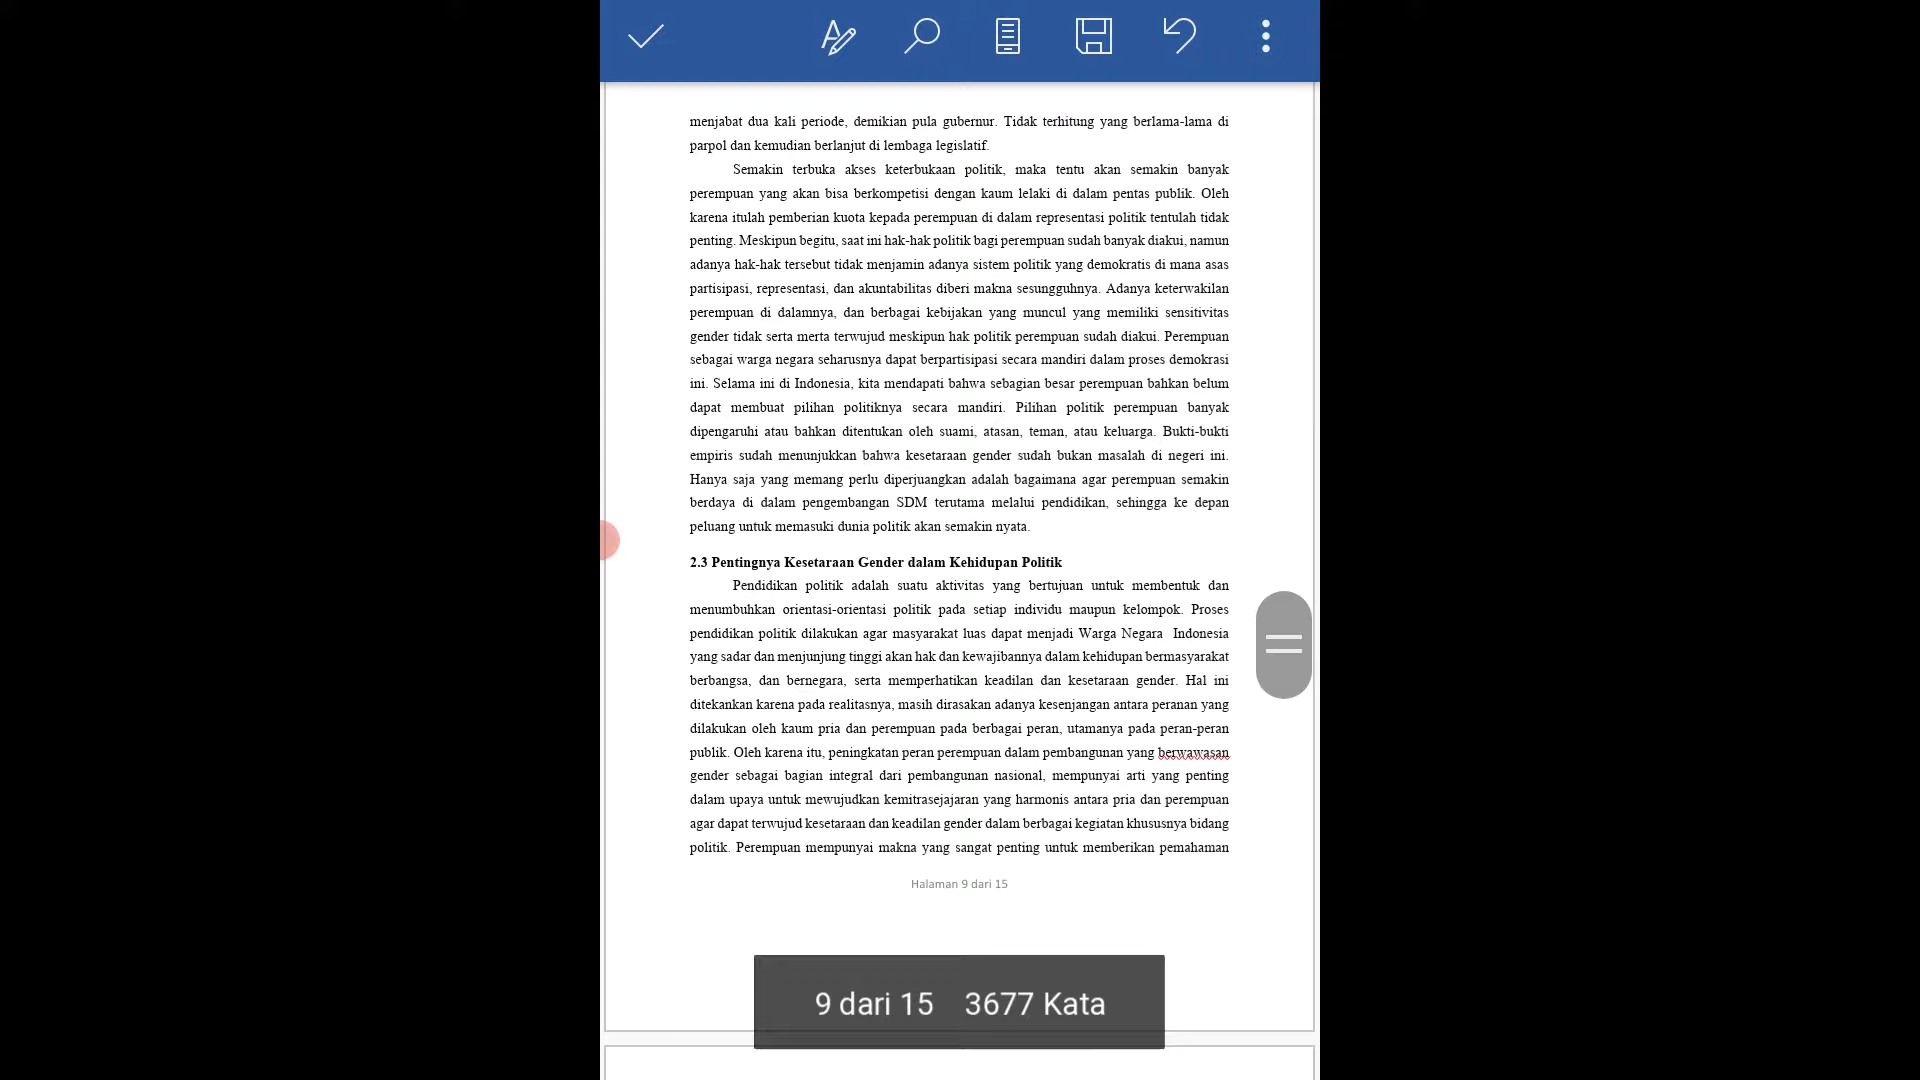 menjabat dua kali periode, demikian pula gubernur. Tidak terhitung yang berlama-lama di
parpol dan kemudian berlanjut di lembaga legislatif.
Semakin terbuka akses keterbukaan politik, maka tentu akan semakin banyak
perempuan yang akan bisa berkompetisi dengan kaum lelaki di dalam pentas publik. Oleh
karena itulah pemberian kuota kepada perempuan di dalam representasi politik tentulah tidak
penting. Meskipun begitu, saat ini hak-hak politik bagi perempuan sudah banyak diakui, namun
adanya hak-hak tersebut tidak menjamin adanya sistem politik yang demokratis di mana asas
partisipasi, representasi, dan akuntabilitas diberi makna sesungguhnya. Adanya keterwakilan
perempuan di dalamnya, dan berbagai kebijakan yang muncul yang memiliki sensitivitas
gender tidak serta merta terwujud meskipun hak politik perempuan sudah diakui. Perempuan
sebagai warga negara seharusnya dapat berpartisipasi secara mandiri dalam proses demokrasi
ini. Selama ini di Indonesia, kita mendapati bahwa sebagian besar perempuan bahkan belum
dapat membuat pilihan politiknya secara mandiri. Pilihan politik perempuan banyak
dipengaruhi atau bahkan ditentukan oleh suami, atasan, teman, atau keluarga. Bukti-bukti
empiris sudah menunjukkan bahwa kesetaraan gender sudah bukan masalah di negeri ini.
Hanya saja yang memang perlu diperjuangkan adalah bagaimana agar perempuan semakin
berdaya di dalam pengembangan SDM terutama melalui pendidikan, sehingga ke depan
peluang untuk memasuki dunia politik akan semakin nyata.
2.3 Pentingnya Kesetaraan Gender dalam Kehidupan Politik
Pendidikan politik adalah suatu aktivitas yang bertujuan untuk membentuk dan
menumbuhkan orientasi-orientasi politik pada setiap individu maupun kelompok. Proses
pendidikan politik dilakukan agar masyarakat luas dapat menjadi Warga Negara Indonesia
yang sadar dan menjunjung tinggi akan hak dan kewajibannya dalam kehidupan bermasyarakat
berbangsa, dan bernegara, serta memperhatikan keadilan dan kesetaraan gender. Hal ini
ditekankan karena pada realitasnya, masih dirasakan adanya kesenjangan antara peranan yang
dilakukan oleh kaum pria dan perempuan pada berbagai peran, utamanya pada peran-peran
publik. Oleh karena itu, peningkatan peran perempuan dalam pembangunan yang berwawasan
gender sebagai bagian integral dari pembangunan nasional, mempunyai arti yang penting
dalam upaya untuk mewujudkan kemitrasejajaran yang harmonis antara pria dan perempuan
agar dapat terwujud kesetaraan dan keadilan gender dalam berbagai kegiatan khususnya bidang
politik. Perempuan mempunyai makna yang sangat penting untuk memberikan pemahaman
Halaman 9 dari 15
9 dari 15 3677 Kata